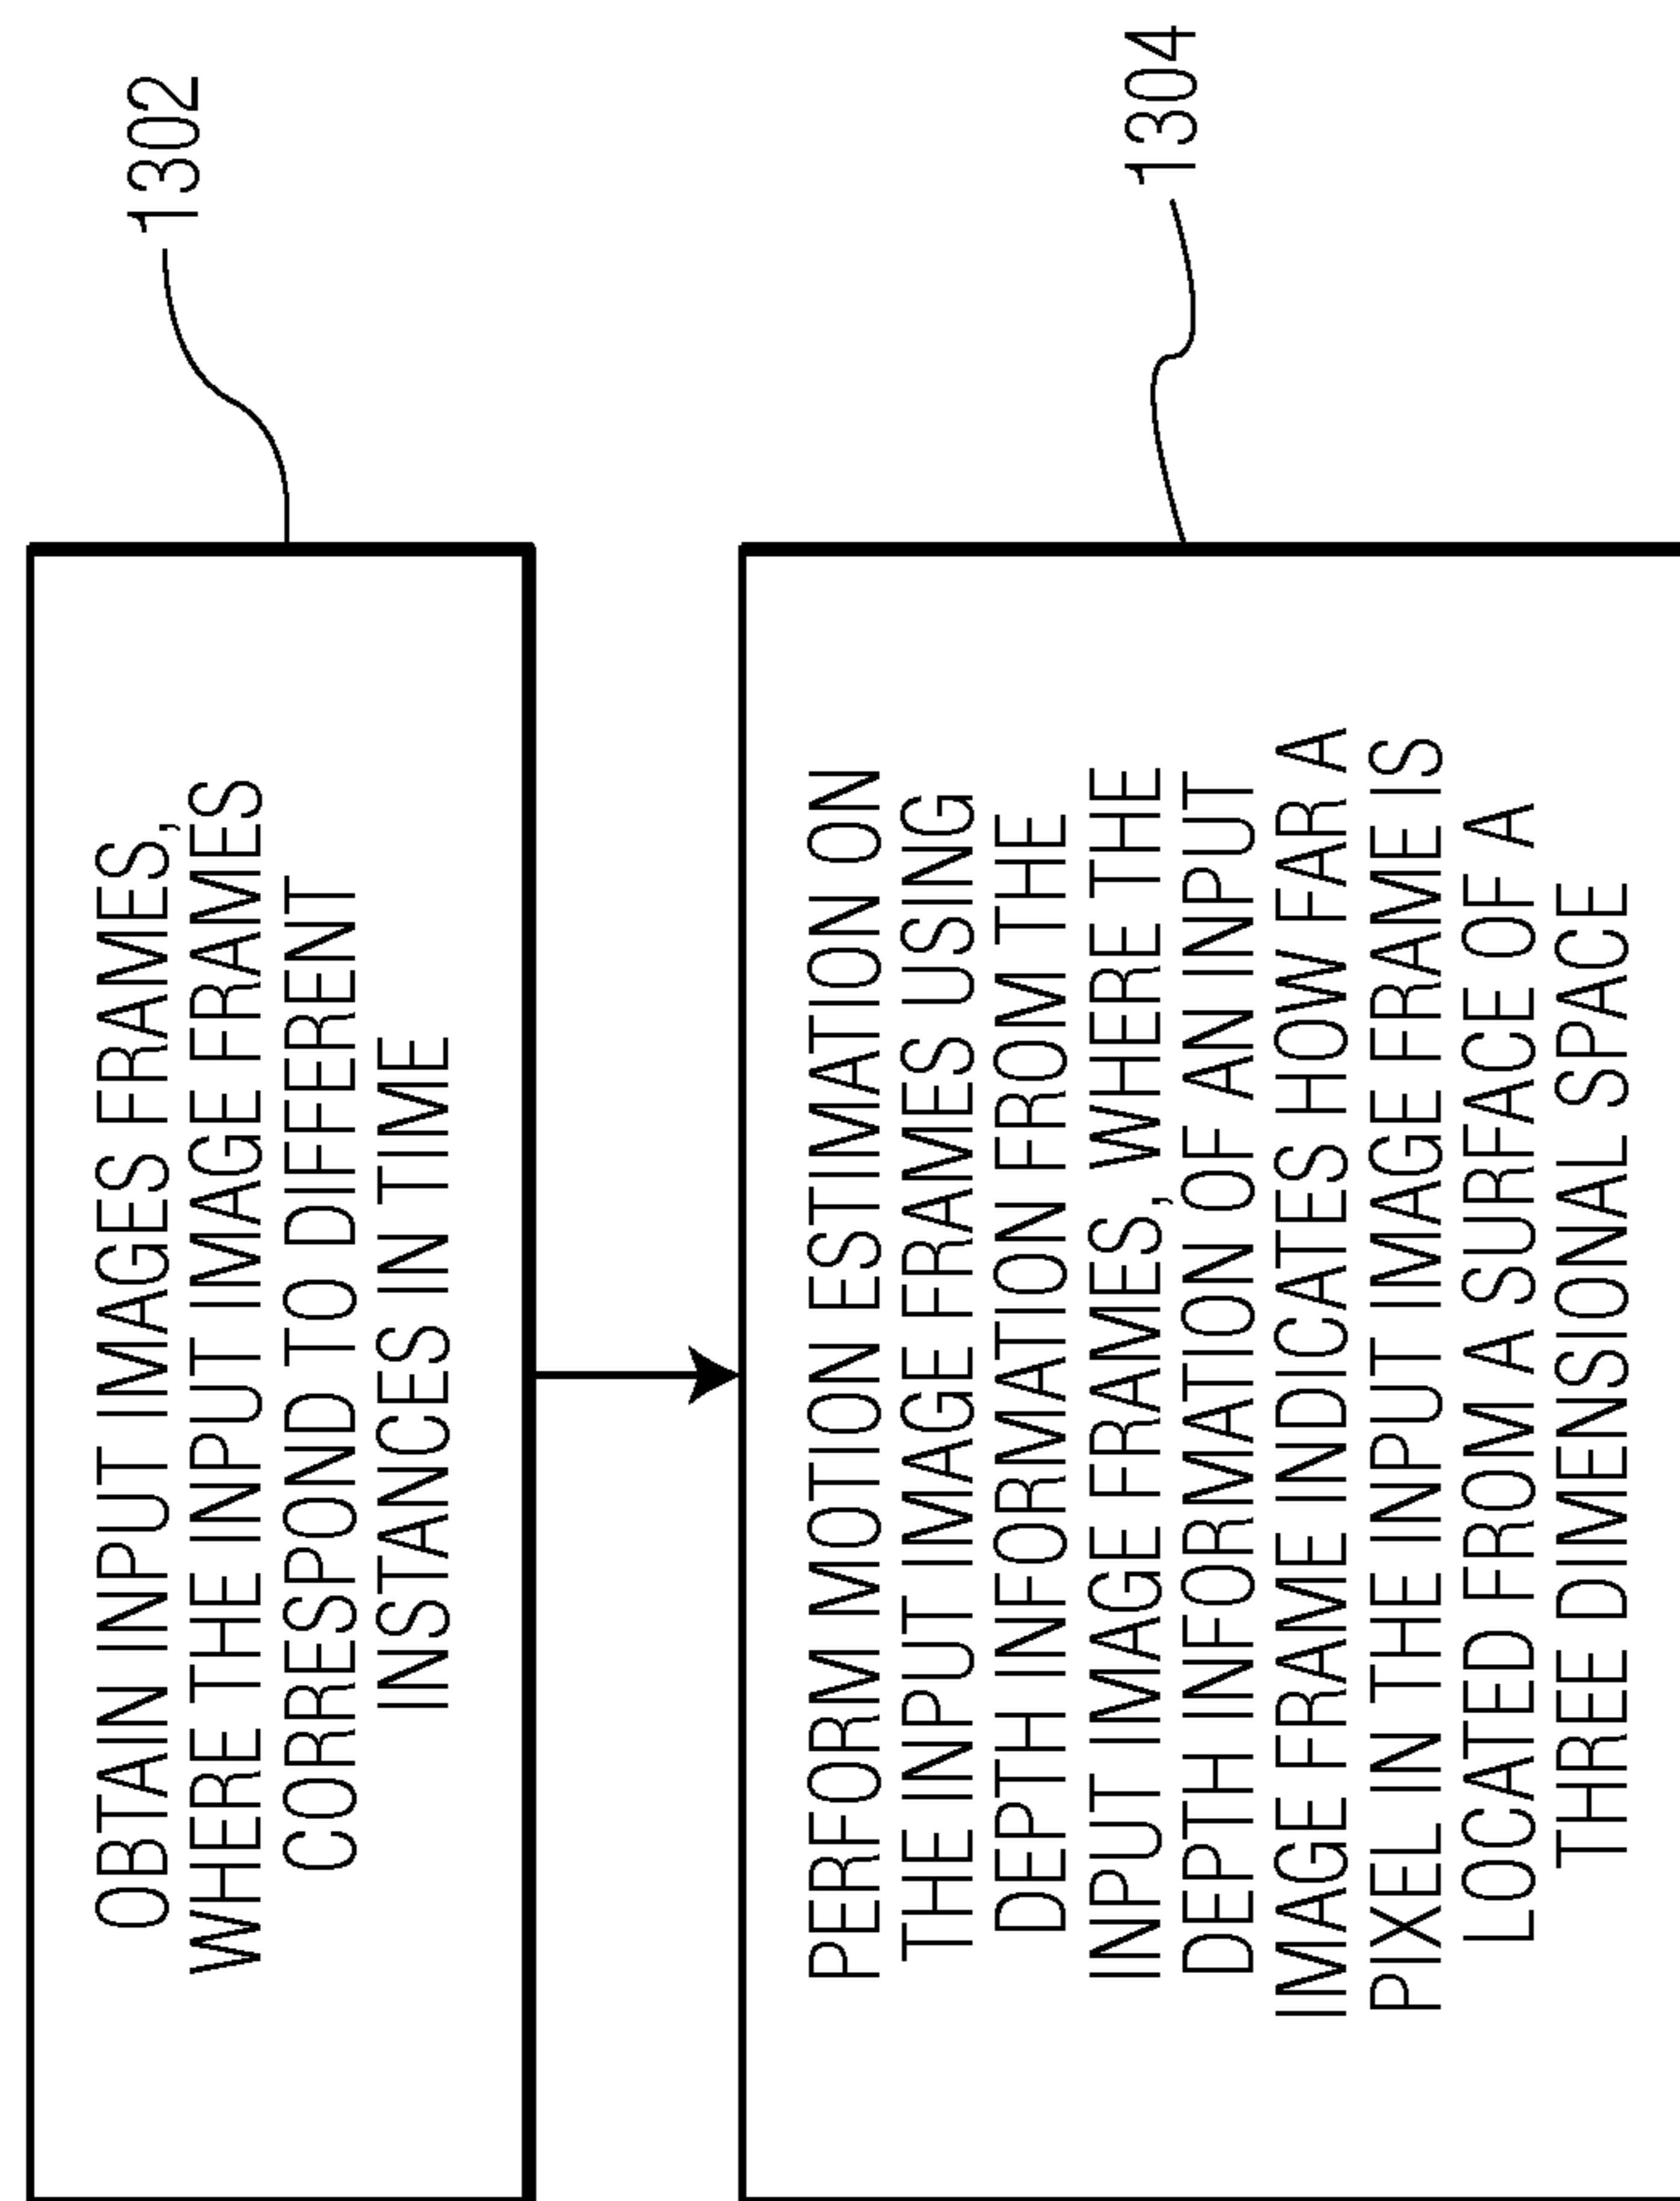 OBTAIN INPUT IMAGES FRAMES,
WHERE THE INPUT IMAGE FRAMES
CORRESPOND TO DIFFERENT
INSTANCES IN TIME
1302
PERFORM MOTION ESTIMATION ON
THE INPUT IMAGE FRAMES USING
DEPTH INFORMATION FROM THE
INPUT IMAGE FRAMES, WHERE THE
DEPTH INFORMATION OF AN INPUT
IMAGE FRAME INDICATES HOW FAR A
PIXEL IN THE INPUT IMAGE FRAME IS
LOCATED FROM A SURFACE OF A
THREE DIMENSIONAL SPACE
1304